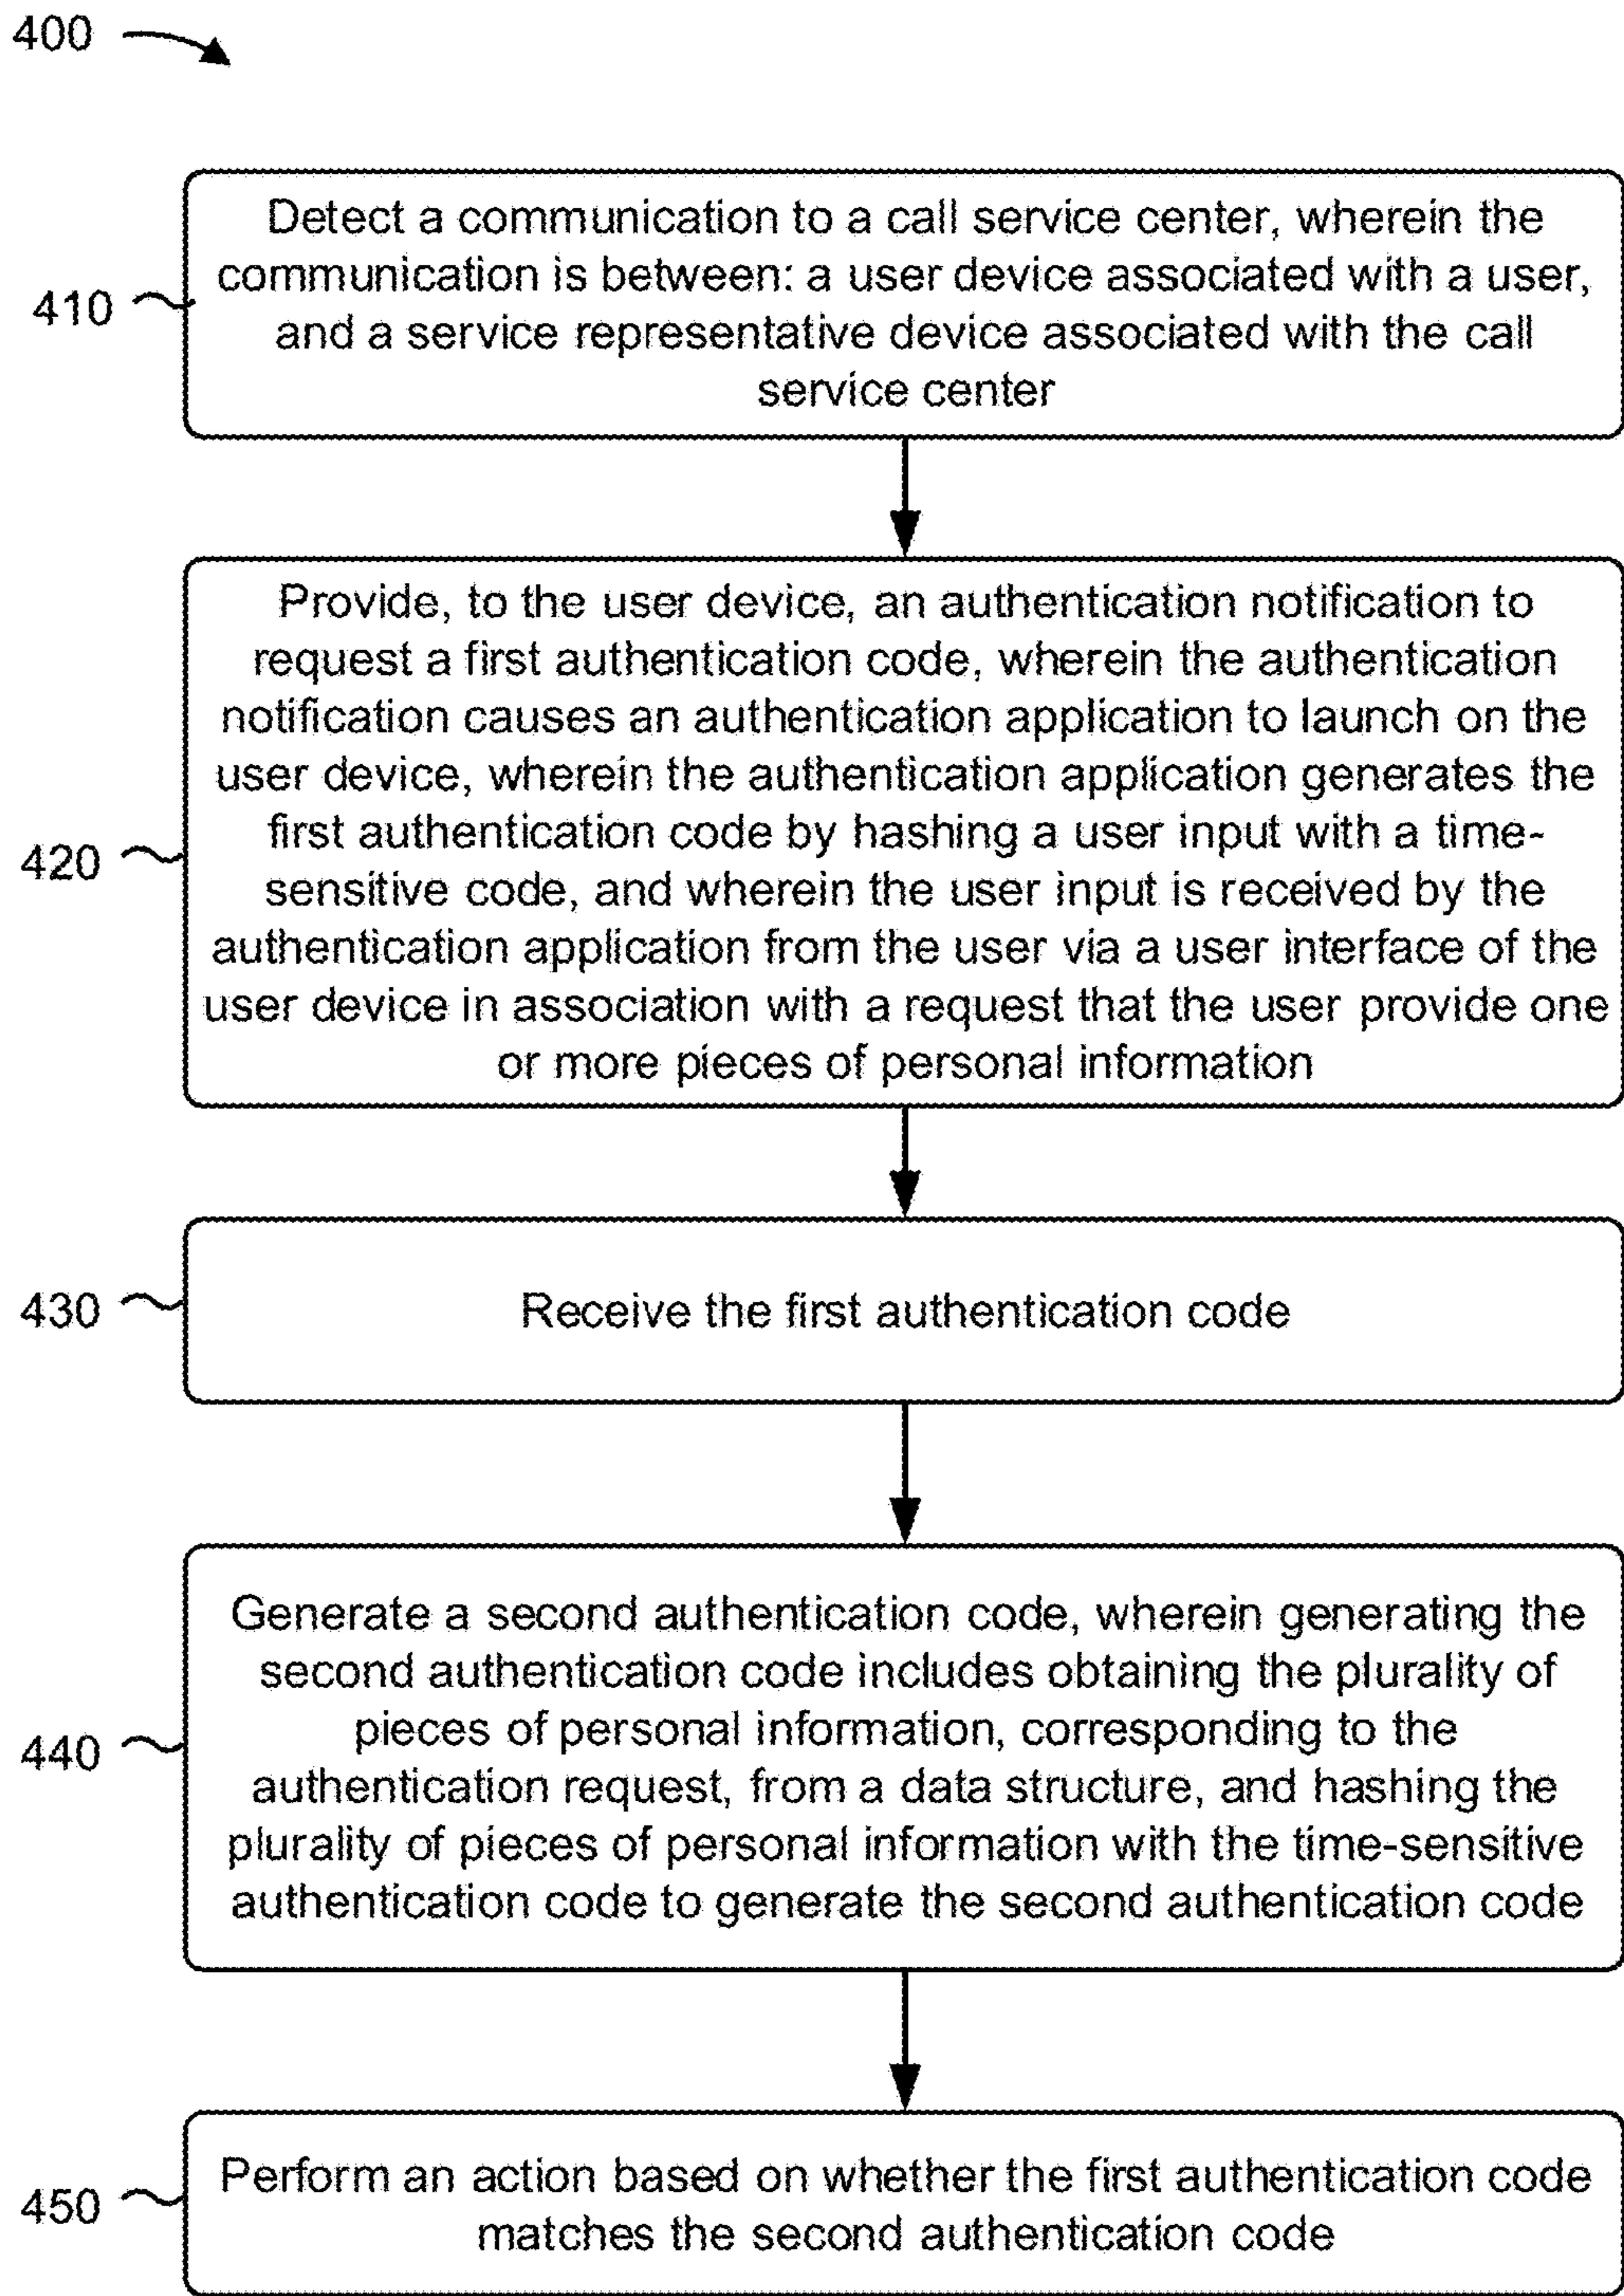 400
Detect a communication to a call service center, wherein the
communication is between: a user device associated with a user,
and a service representative device associated with the call
service center
410
Provide, to the user device, an authentication notification to
request a first authentication code, wherein the authentication
notification causes an authentication application to launch on the
user device, wherein the authentication application generates the
first authentication code by hashing a user input with a time-
sensitive code, and wherein the user input is received by the
authentication application from the user via a user interface of the
user device in association with a request that the user provide one
or more pieces of personal information
420
Receive the first authentication code
430
Generate a second authentication code, wherein generating the
second authentication code includes obtaining the plurality of
pieces of personal information, corresponding to the
authentication request, from a data structure, and hashing the
plurality of pieces of personal information with the time-sensitive
authentication code to generate the second authentication code
440
Perform an action based on whether the first authentication code
matches the second authentication code
450